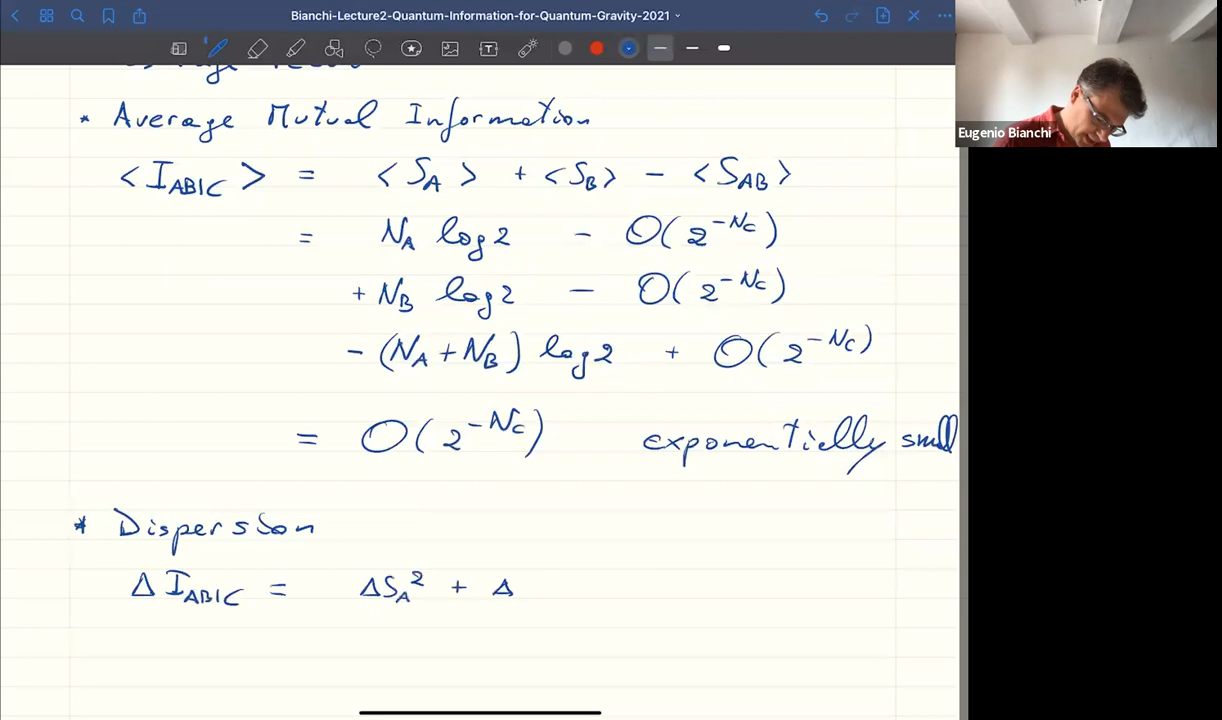 Bianchi-Lecture2-Quantum-Information-for-Quantum-Gravity-2021
Eugenio Bianchi
* Average Mutual Information
< I_{AB|C} > = < S_A > + < S_B > - < S_{AB} >
= N_A log 2 - O( 2^{-N_C} )
+ N_B log 2 - O( 2^{-N_C} )
- (N_A + N_B) log 2 + O( 2^{-N_C} )
= O( 2^{-N_C} ) exponentially small
* Dispersion
Δ I_{AB|C} = ΔS_A^2 + Δ